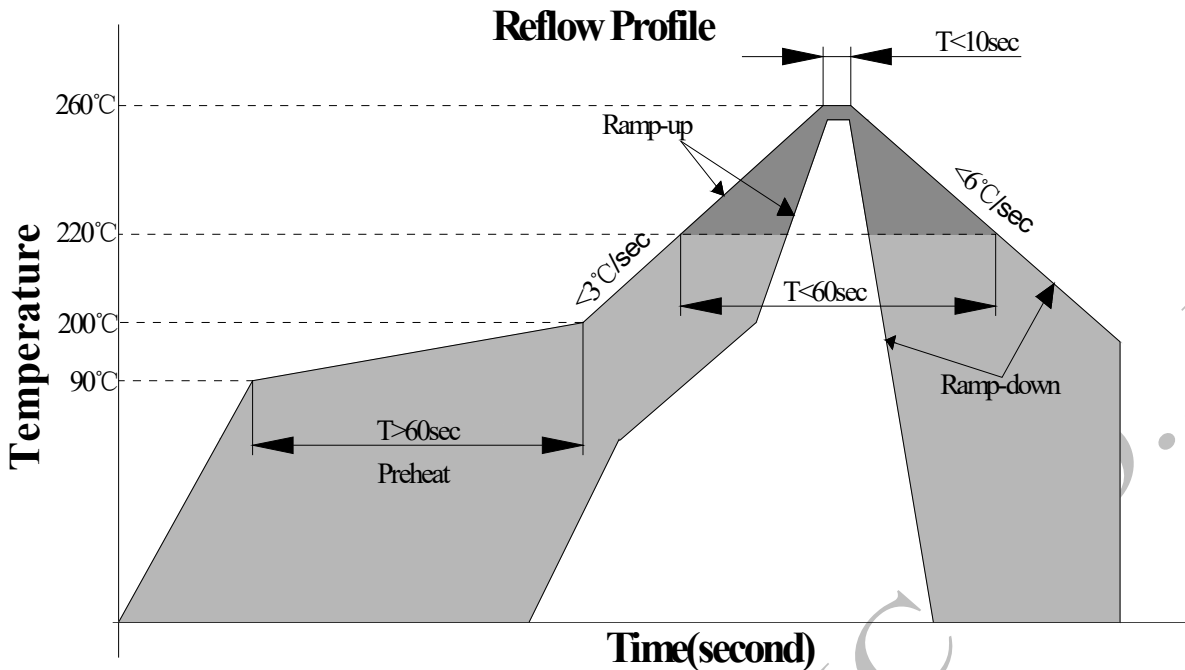 Reflow Profile
T<10sec
260℃
Ramp-up
<6℃/sec
220℃
<3℃/sec
T<60sec
200℃
90℃
Ramp-down
T>60sec
Preheat
Temperature
Time(second)